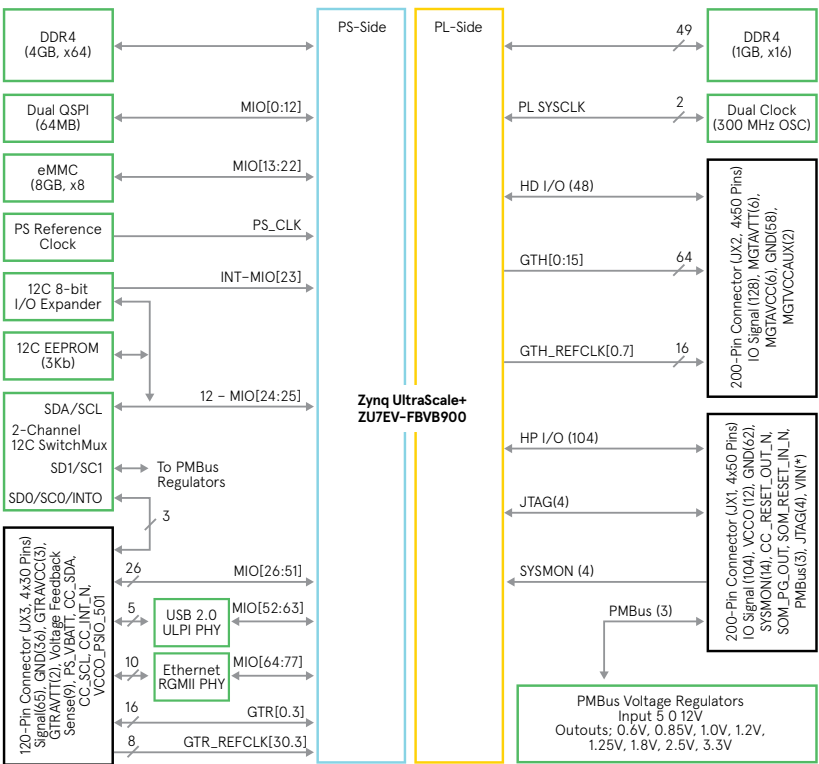 DDR4
(4GB, x64)
PS-Side
PL-Side
49
DDR4
(1GB, x16)
Dual QSPI
(64MB)
MIO[0:12]
PL SYSCLK
2
Dual Clock
(300 MHz OSC)
eMMC
(8GB, x8
MIO[13:22]
HD I/O (48)
PS Reference
Clock
PS_CLK
GTH[0:15]
64
12C 8-bit
I/O Expander
INT-MIO[23]
200-Pin Connector (JX2, 4x50 Pins)
IO Signal (128), MGTAVTT(6),
MGTAVCC(6), GND(58),
MGTVCCAUX(2)
12C EEPROM
(3Kb)
GTH_REFCLK[0.7]
16
SDA/SCL
12 - MIO[24:25]
2-Channel
12C SwitchMux
SD1/SC1
To PMBus
Regulators
SD0/SC0/INTO
3
Zynq UltraScale+
ZU7EV-FBVB900
HP I/O (104)
JTAG(4)
SYSMON (4)
200-Pin Connector (JX1, 4x50 Pins)
IO Signal (104), VCCO (12), GND(62),
SYSMON(14), CC_RESET_OUT_N,
SOM_PG_OUT, SOM_RESET_IN_N,
PMBus(3), JTAG(4), VIN(*)
120-Pin Connector (JX3, 4x30 Pins)
Signal(65), GND(36), GTRAVCC(3),
GTRAVTT(2), Voltage Feedback
Sense(9), PS_VBATT, CC_SDA,
CC_SCL, CC_INT_N,
VCCO_PSIO_501
26
MIO[26:51]
5
USB 2.0
ULPI PHY
MIO[52:63]
10
Ethernet
RGMII PHY
MIO[64:77]
16
GTR[0.3]
8
GTR_REFCLK[30.3]
PMBus (3)
PMBus Voltage Regulators
Input 5 0 12V
Outouts; 0.6V, 0.85V, 1.0V, 1.2V,
1.25V, 1.8V, 2.5V, 3.3V